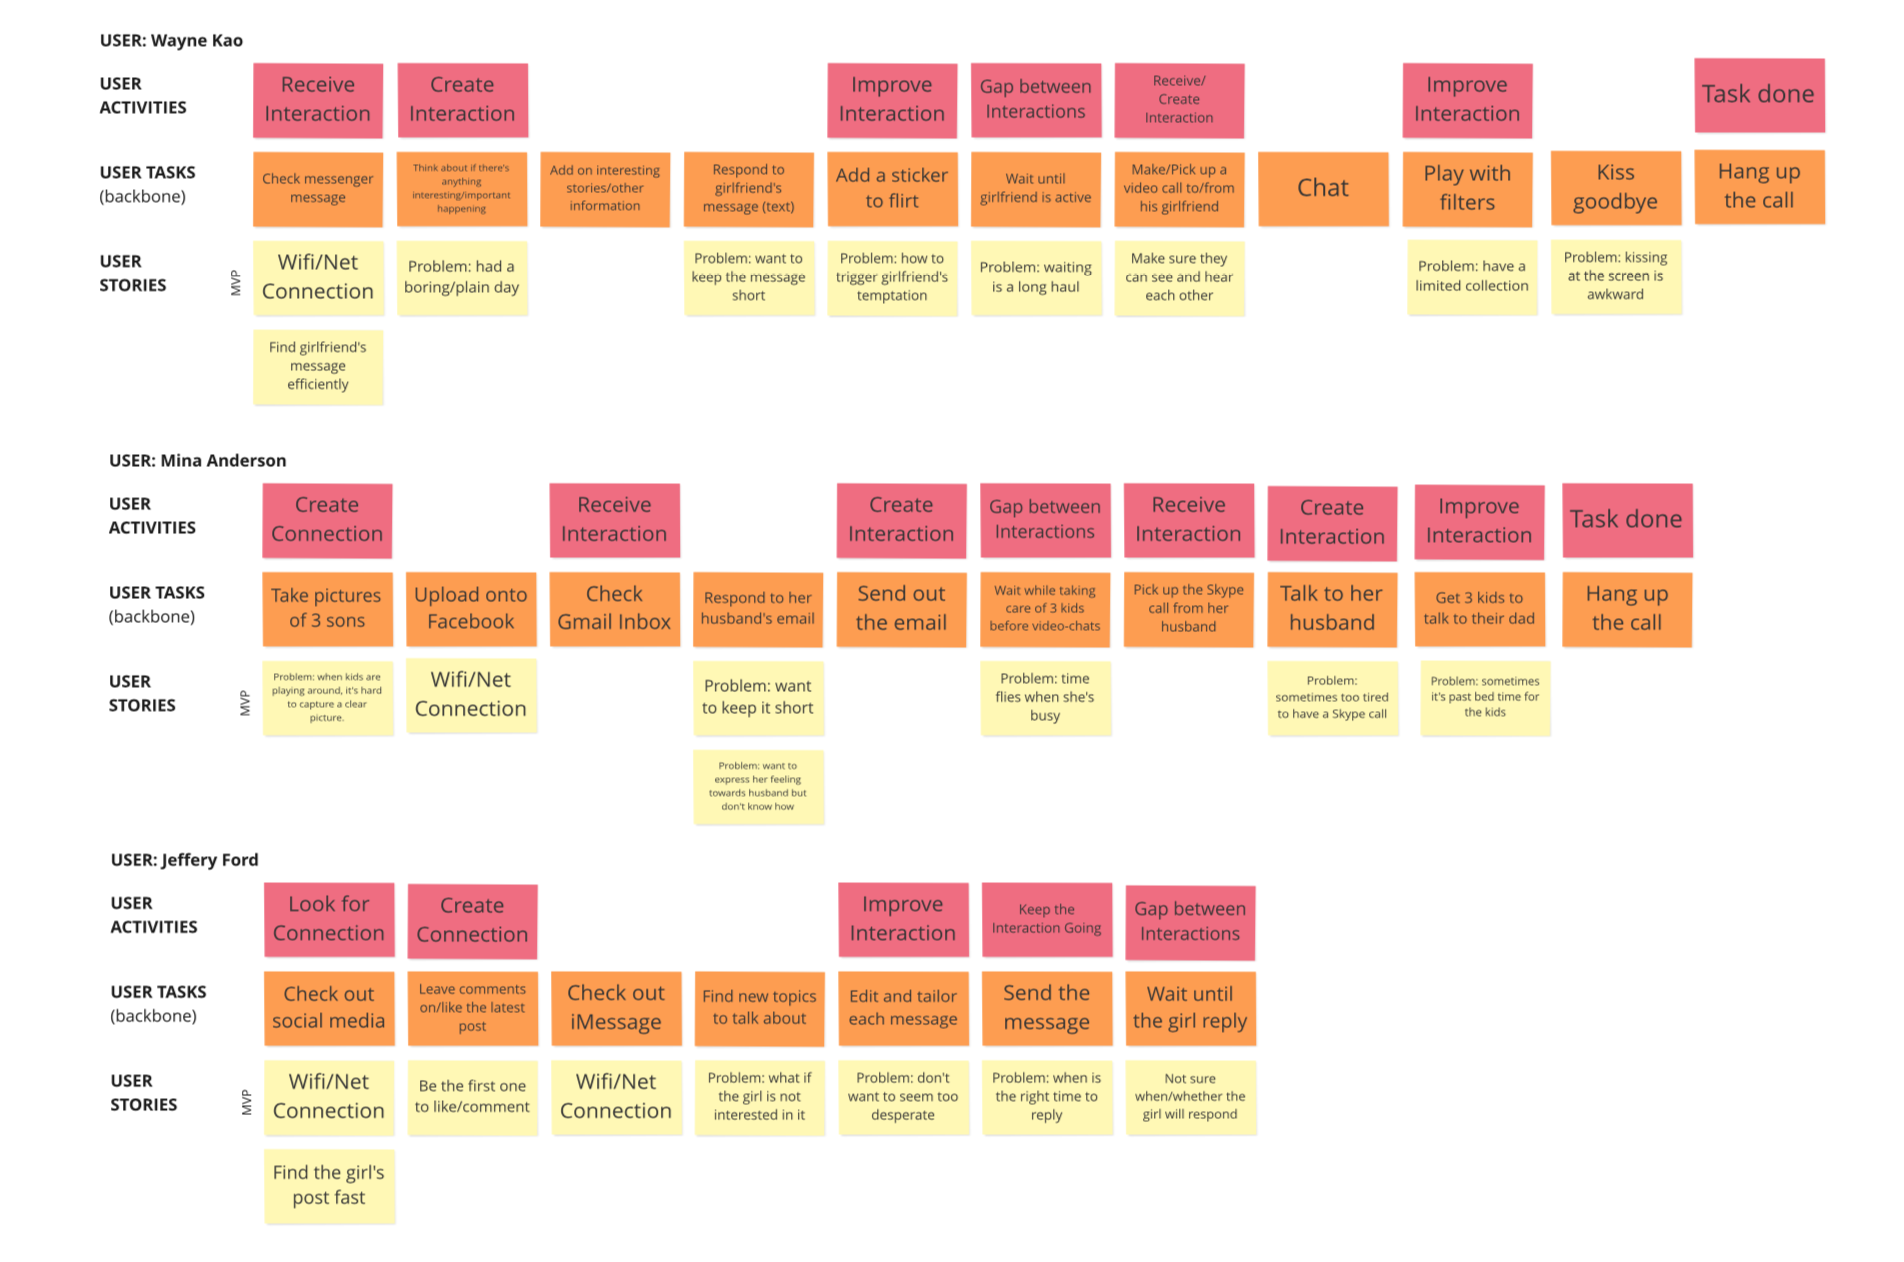 USER: Wayne Kao
USER
ACTIVITIES
Receive
Interaction
Create
Interaction
Improve
Interaction
Gap between
Interactions
Receive/
Create
Interaction
Improve
Interaction
Task done
USER TASKS
(backbone)
Check messenger
message
Think about if there's
anything
interesting/important
happening
Add on interesting
stories/other
information
Respond to
girlfriend's
message (text)
Add a sticker
to flirt
Wait until
girlfriend is active
Make/Pick up a
video call to/from
his girlfriend
Chat
Play with
filters
Kiss
goodbye
Hang up
the call
USER
STORIES
MVP
Wifi/Net
Connection
Problem: had a
boring/plain day
Problem: want to
keep the message
short
Problem: how to
trigger girlfriend's
temptation
Problem: waiting
is a long haul
Make sure they
can see and hear
each other
Problem: have a
limited collection
Problem: kissing
at the screen is
awkward
Find girlfriend's
message
efficiently
USER: Mina Anderson
USER
ACTIVITIES
Create
Connection
Receive
Interaction
Create
Interaction
Gap between
Interactions
Receive
Interaction
Create
Interaction
Improve
Interaction
Task done
USER TASKS
(backbone)
Take pictures
of 3 sons
Upload onto
Facebook
Check
Gmail Inbox
Respond to her
husband's email
Send out
the email
Wait while taking
care of 3 kids
before video-chats
Pick up the Skype
call from her
husband
Talk to her
husband
Get 3 kids to
talk to their dad
Hang up
the call
USER
STORIES
MVP
Problem: when kids are
playing around, it's hard
to capture a clear
picture.
Wifi/Net
Connection
Problem: want
to keep it short
Problem: time
flies when she's
busy
Problem:
sometimes too tired
to have a Skype call
Problem: sometimes
it's past bed time for
the kids
Problem: want to
express her feeling
towards husband but
don't know how
USER: Jeffery Ford
USER
ACTIVITIES
Look for
Connection
Create
Connection
Improve
Interaction
Keep the
Interaction Going
Gap between
Interactions
USER TASKS
(backbone)
Check out
social media
Leave comments
on/like the latest
post
Check out
iMessage
Find new topics
to talk about
Edit and tailor
each message
Send the
message
Wait until
the girl reply
USER
STORIES
MVP
Wifi/Net
Connection
Be the first one
to like/comment
Wifi/Net
Connection
Problem: what if
the girl is not
interested in it
Problem: don't
want to seem too
desperate
Problem: when is
the right time to
reply
Not sure
when/whether the
girl will respond
Find the girl's
post fast